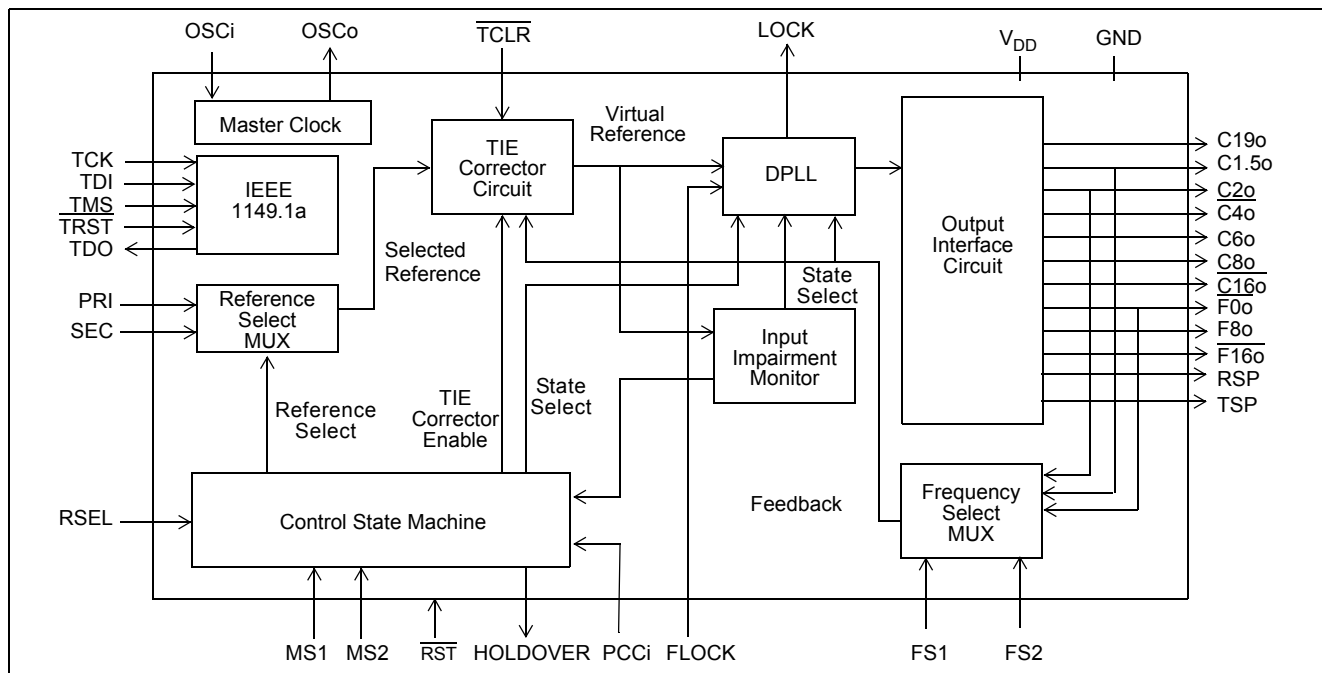 OSCi
OSCo
TCLR
LOCK
VDD
GND
Master Clock
TCK
TDI
TMS
TRST
TDO
IEEE
1149.1a
TIE
Corrector
Circuit
Virtual
Reference
DPLL
Output
Interface
Circuit
C19o
C1.5o
C2o
C4o
C6o
C8o
C16o
F0o
F8o
F16o
RSP
TSP
Selected
Reference
State
Select
PRI
SEC
Reference
Select
MUX
Input
Impairment
Monitor
Reference
Select
TIE
Corrector
Enable
State
Select
RSEL
Control State Machine
Feedback
Frequency
Select
MUX
MS1
MS2
RST
HOLDOVER
PCCi
FLOCK
FS1
FS2